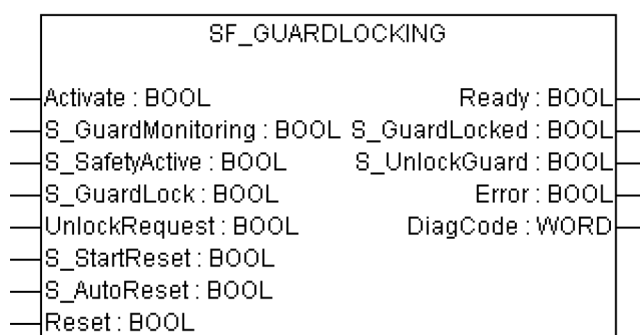 SF_GUARDLOCKING
Activate : BOOL Ready : BOOL
S_GuardMonitoring : BOOL S_GuardLocked : BOOL
S_SafetyActive : BOOL S_UnlockGuard : BOOL
S_GuardLock : BOOL Error : BOOL
UnlockRequest : BOOL DiagCode : WORD
S_StartReset : BOOL
S_AutoReset : BOOL
Reset : BOOL